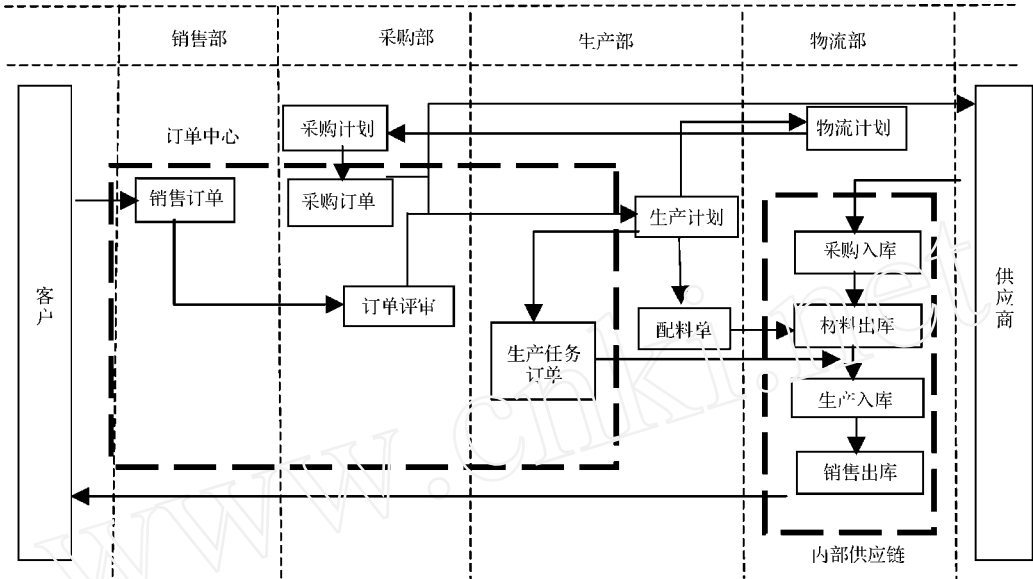 销售部
采购部
生产部
物流部
采购计划
物流计划
订单中心
销售订单
采购订单
生产计划
采购入库
客户
供应商
订单评审
配料单
材料出库
生产任务
订单
生产入库
销售出库
内部供应链
www.cnki.net